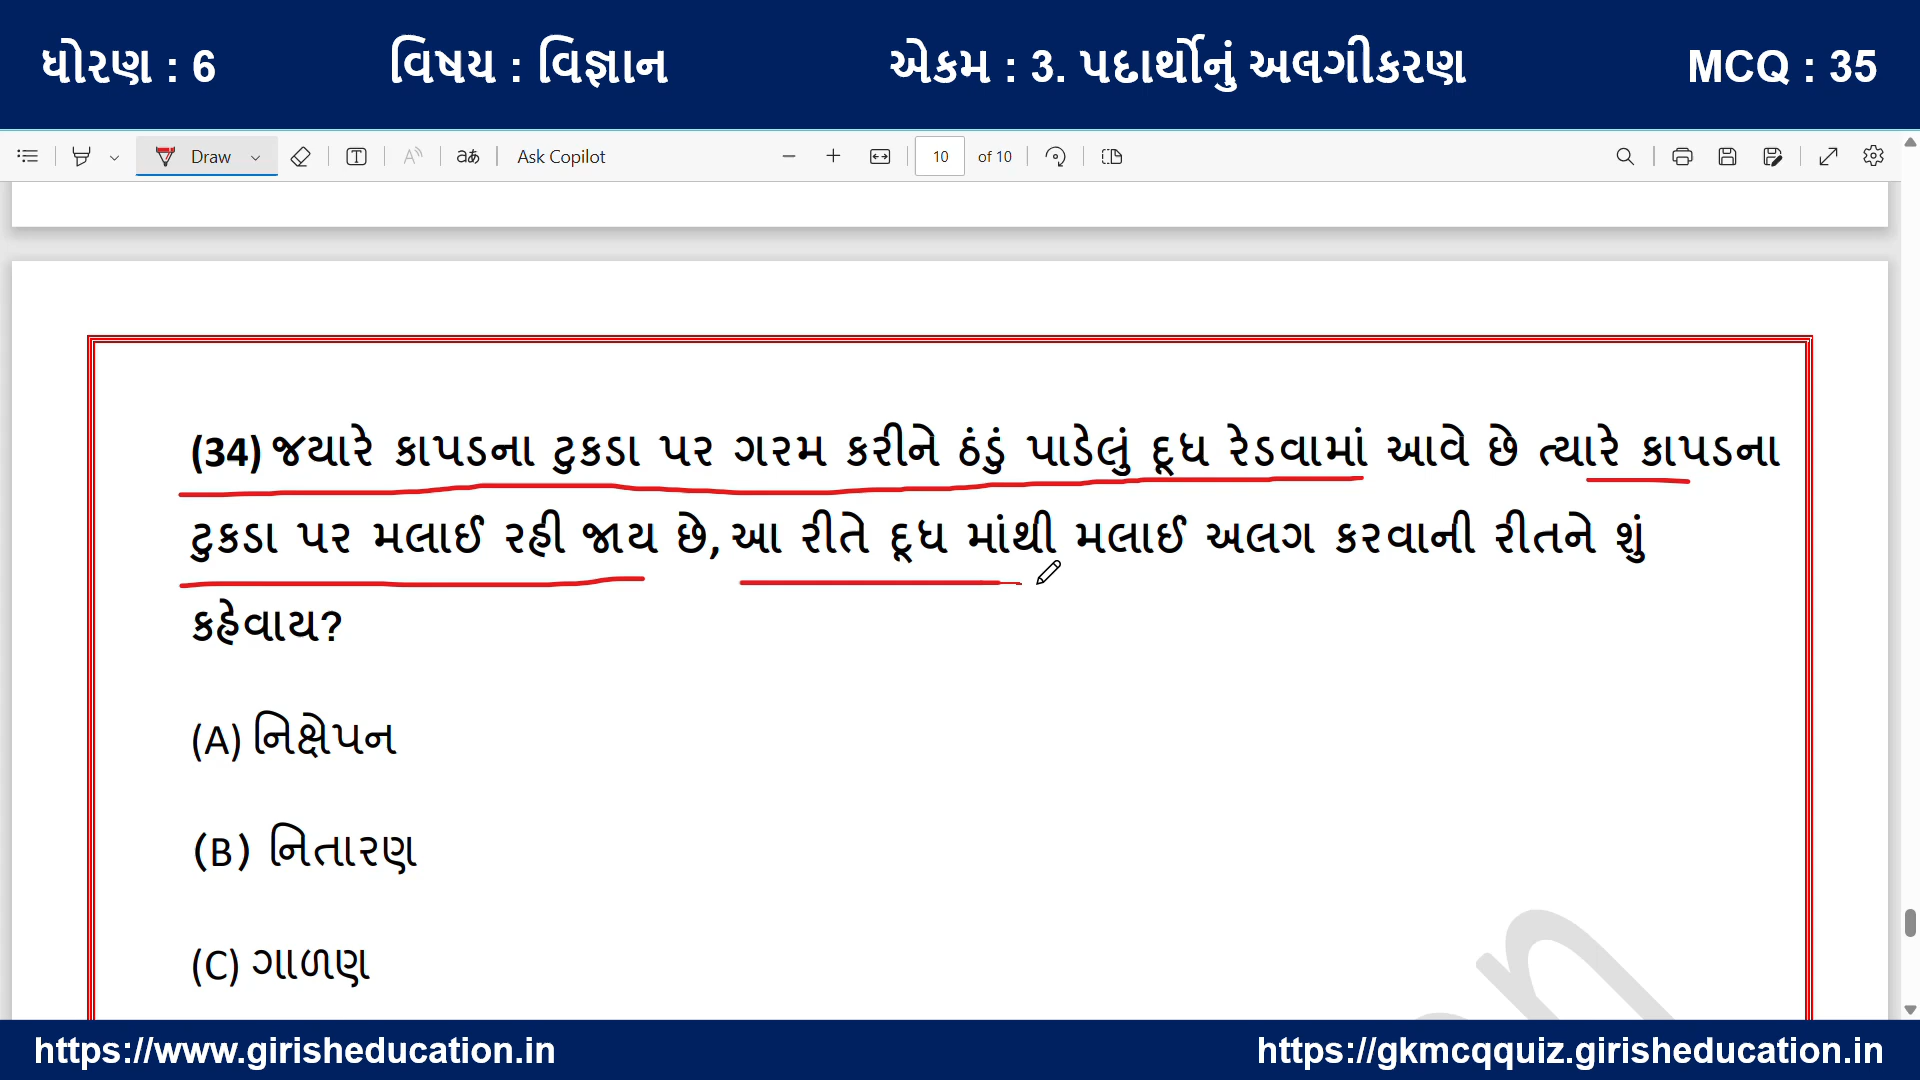 ધોરણ : 6 વિષય : વિજ્ઞાન એકમ : 3. પદાર્થોનું અલગીકરણ MCQ : 35
Draw Ask Copilot 10 of 10
(34) જયારે કાપડના ટુકડા પર ગરમ કરીને ઠંડું પાડેલું દૂધ રેડવામાં આવે છે ત્યારે કાપડના
ટુકડા પર મલાઈ રહી જાય છે, આ રીતે દૂધ માંથી મલાઈ અલગ કરવાની રીતને શું
કહેવાય?
(A) નિક્ષેપન
(B) નિતારણ
(C) ગાળણ
https://www.girisheducation.in https://gkmcqquiz.girisheducation.in